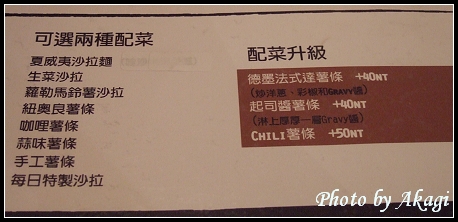 可選兩種配菜
夏威夷沙拉麵
生菜沙拉
蘿勒馬鈴薯沙拉
紐奧良薯條
咖哩薯條
蒜味薯條
手工薯條
每日特製沙拉
配菜升級
德墨法式達薯條 +40NT
(炒洋蔥、彩椒和GRAVY醬)
起司醬薯條 +40NT
(淋上厚厚一層Gravy醬)
CHILI薯條 +50NT
Photo by Akagi